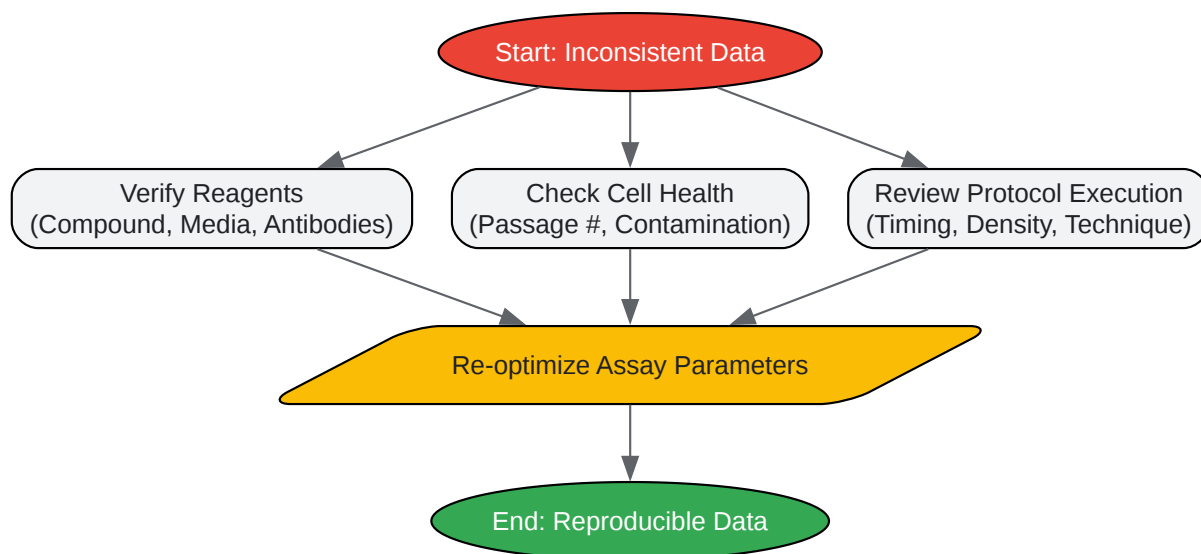 Start: Inconsistent Data
Verify Reagents
(Compound, Media, Antibodies)
Check Cell Health
(Passage #, Contamination)
Review Protocol Execution
(Timing, Density, Technique)
Re-optimize Assay Parameters
End: Reproducible Data